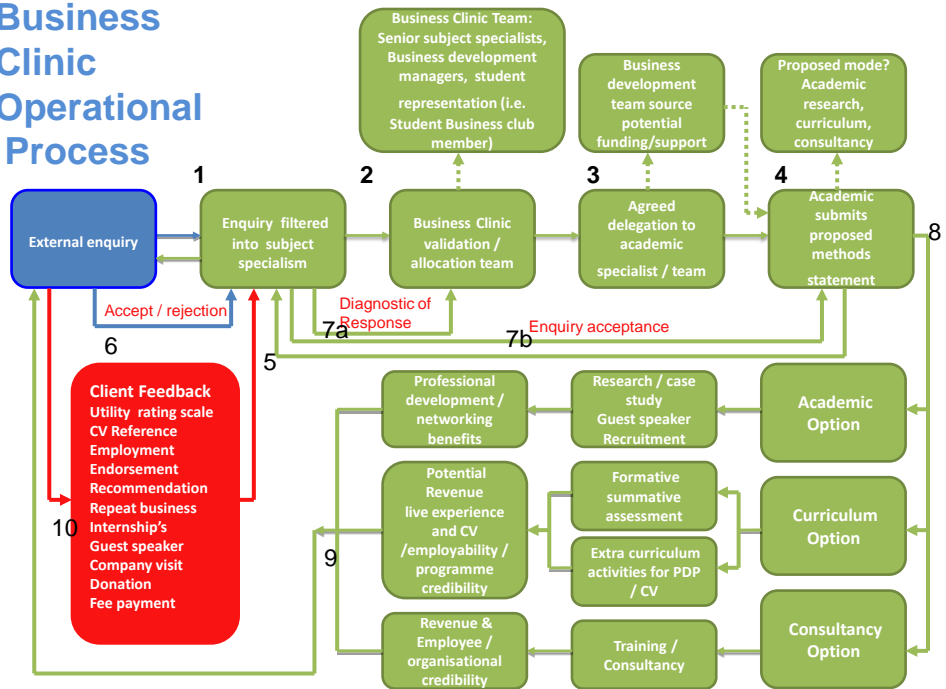 Business
Clinic
Operational
Process
Business Clinic Team:
Senior subject specialists,
Business development
managers, student
representation (i.e.
Student Business club
member)
Business
development
team source
potential
funding/support
Proposed mode?
Academic
research,
curriculum,
consultancy
1
2
3
4
External enquiry
Enquiry filtered
into subject
specialism
Business Clinic
validation /
allocation team
Agreed
delegation to
academic
specialist / team
Academic
submits
proposed
methods
statement
8
Accept / rejection
6
5
Diagnostic of
Response
7a
Enquiry acceptance
7b
Client Feedback
Utility rating scale
CV Reference
Employment
Endorsement
Recommendation
Repeat business
Internship's
Guest speaker
Company visit
Donation
Fee payment
10
9
Professional
development /
networking
benefits
Research / case
study
Guest speaker
Recruitment
Academic
Option
Potential
Revenue
live experience
and CV
/employability /
programme
credibility
Formative
summative
assessment
Extra curriculum
activities for PDP
/ CV
Curriculum
Option
Revenue &
Employee /
organisational
credibility
Training /
Consultancy
Consultancy
Option